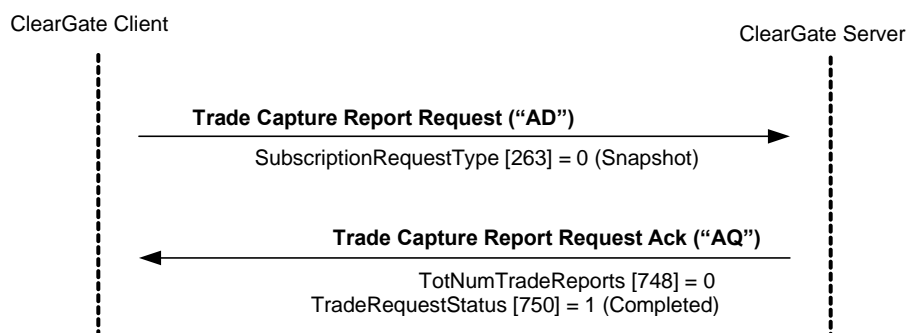 ClearGate Client
ClearGate Server
Trade Capture Report Request (“AD”)
SubscriptionRequestType [263] = 0 (Snapshot)
Trade Capture Report Request Ack (“AQ”)
TotNumTradeReports [748] = 0
TradeRequestStatus [750] = 1 (Completed)